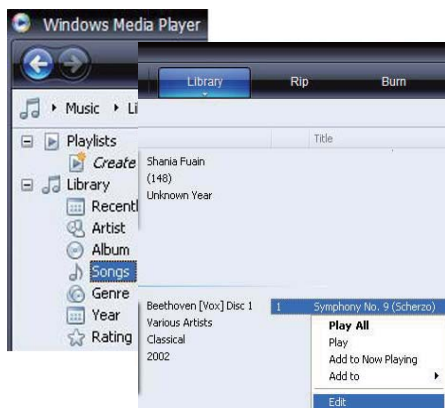 Windows Media Player
Music Li
Playlists
Create
Library
Recentl
Artist
Album
Songs
Genre
Year
Rating
Library Rip Burn
Title
Shania Fuain
(148)
Unknown Year
Beethoven [Vox] Disc 1 1 Symphony No. 9 (Scherzo)
Various Artists
Classical
2002
Play All
Play
Add to Now Playing
Add to
Edit